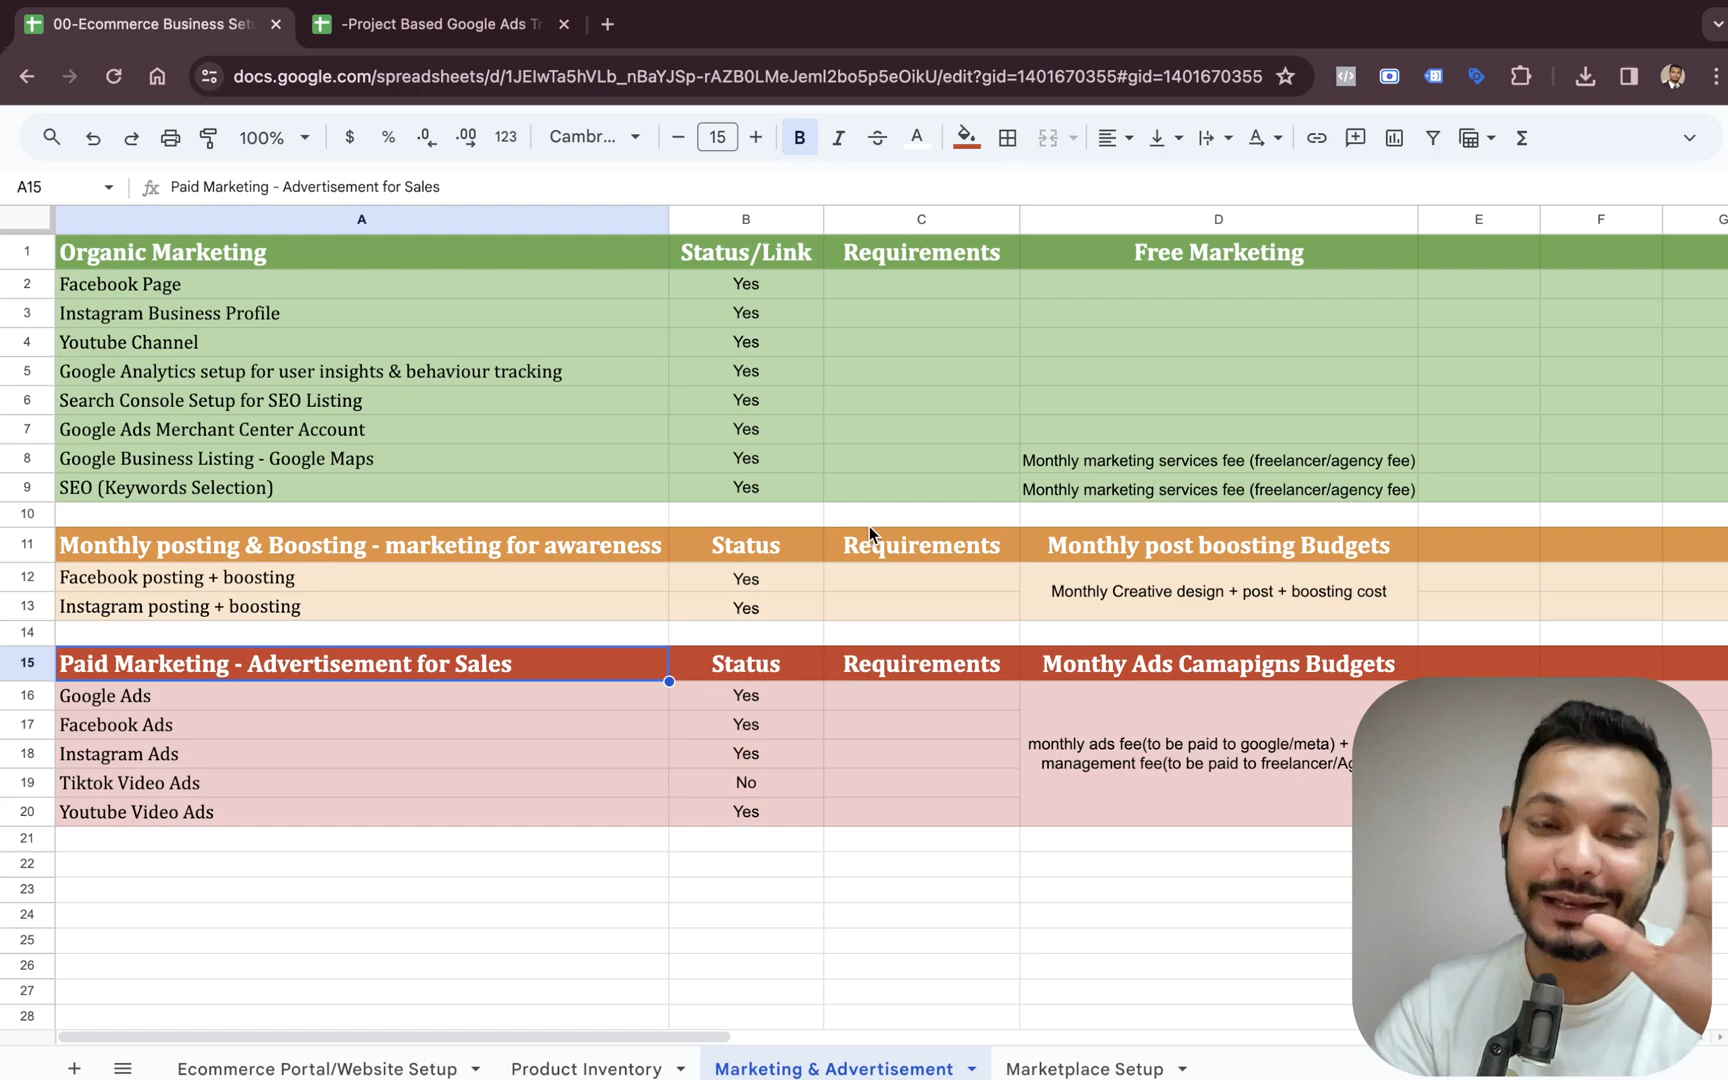 00-Ecommerce Business Set
-Project Based Google Ads Tr
docs.google.com/spreadsheets/d/1JEIwTa5hVLb_nBaYJSp-rAZB0LMeJeml2bo5p5eOikU/edit?gid=1401670355#gid=1401670355
100% $ % .0 .00 123 Cambr... 15 B I S A
A15 fx Paid Marketing - Advertisement for Sales
A B C D E F G
1 Organic Marketing Status/Link Requirements Free Marketing
2 Facebook Page Yes
3 Instagram Business Profile Yes
4 Youtube Channel Yes
5 Google Analytics setup for user insights & behaviour tracking Yes
6 Search Console Setup for SEO Listing Yes
7 Google Ads Merchant Center Account Yes
8 Google Business Listing - Google Maps Yes Monthly marketing services fee (freelancer/agency fee)
9 SEO (Keywords Selection) Yes Monthly marketing services fee (freelancer/agency fee)
10
11 Monthly posting & Boosting - marketing for awareness Status Requirements Monthly post boosting Budgets
12 Facebook posting + boosting Yes
Monthly Creative design + post + boosting cost
13 Instagram posting + boosting Yes
14
15 Paid Marketing - Advertisement for Sales Status Requirements Monthy Ads Camapigns Budgets
16 Google Ads Yes
17 Facebook Ads Yes
monthly ads fee(to be paid to google/meta) +
18 Instagram Ads Yes
management fee(to be paid to freelancer/Ag
19 Tiktok Video Ads No
20 Youtube Video Ads Yes
21
22
23
24
25
26
27
28
Ecommerce Portal/Website Setup Product Inventory Marketing & Advertisement Marketplace Setup